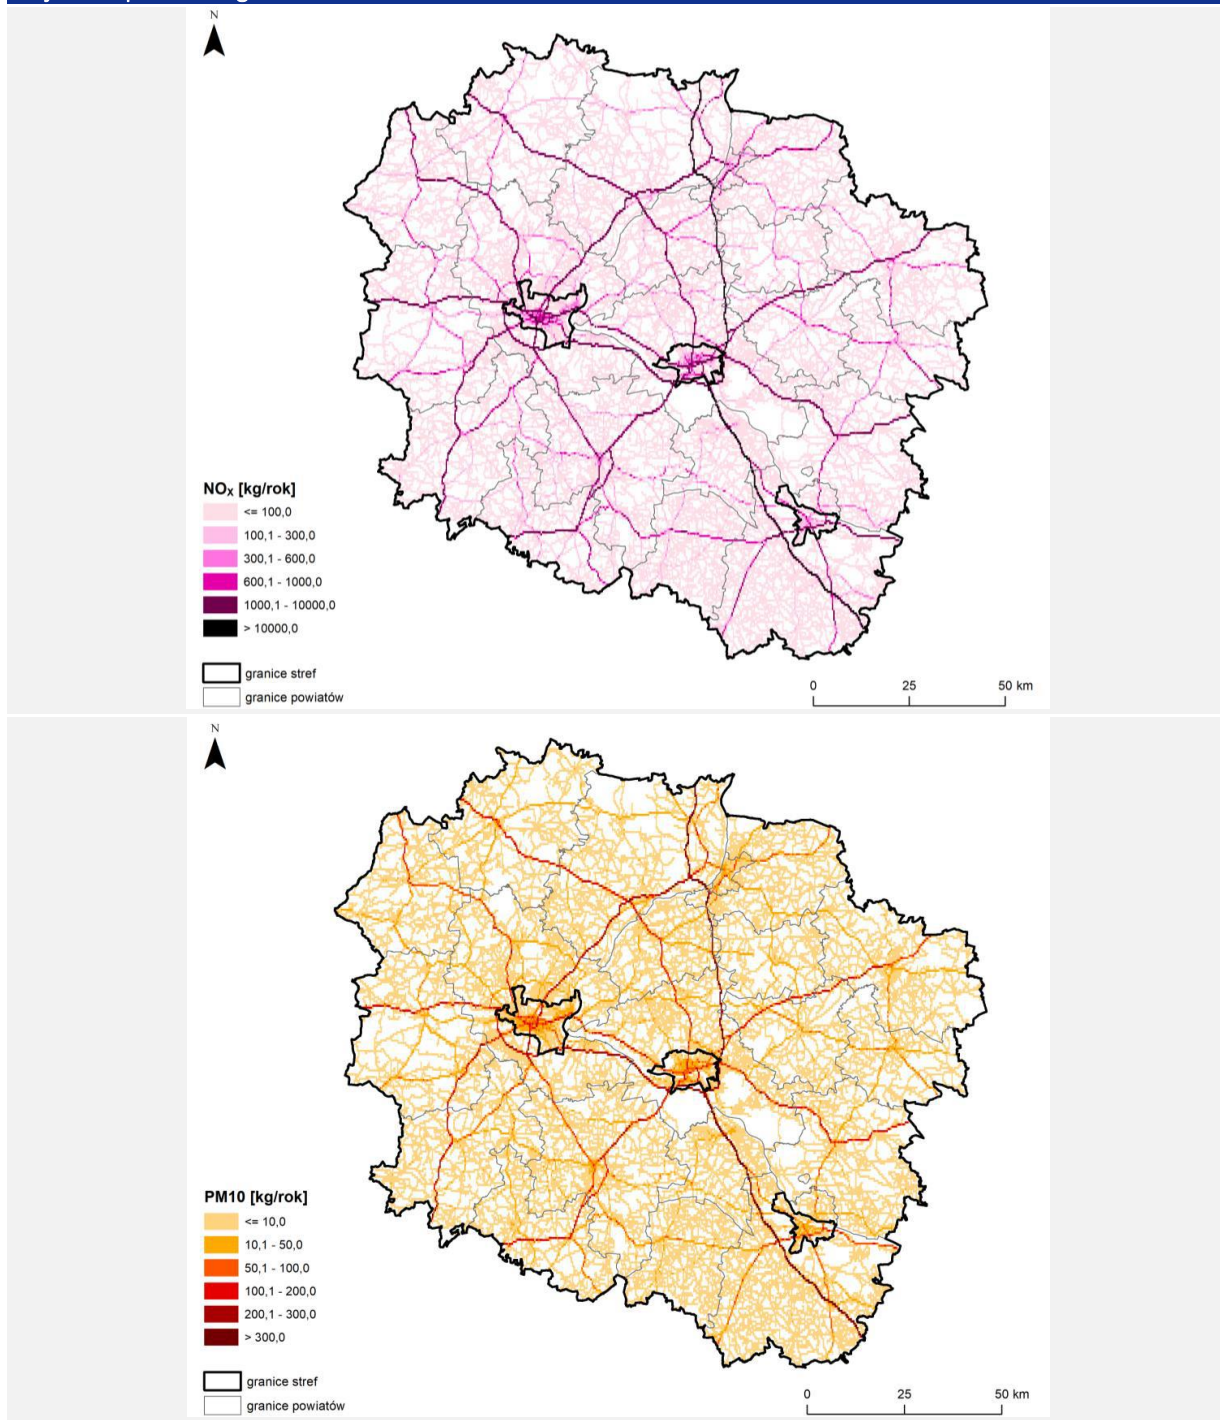 N
NOx [kg/rok]
<= 100,0
100,1 - 300,0
300,1 - 600,0
600,1 - 1000,0
1000,1 - 10000,0
> 10000,0
granice stref
granice powiatów
0 25 50 km
N
PM10 [kg/rok]
<= 10,0
10,1 - 50,0
50,1 - 100,0
100,1 - 200,0
200,1 - 300,0
> 300,0
granice stref
granice powiatów
0 25 50 km